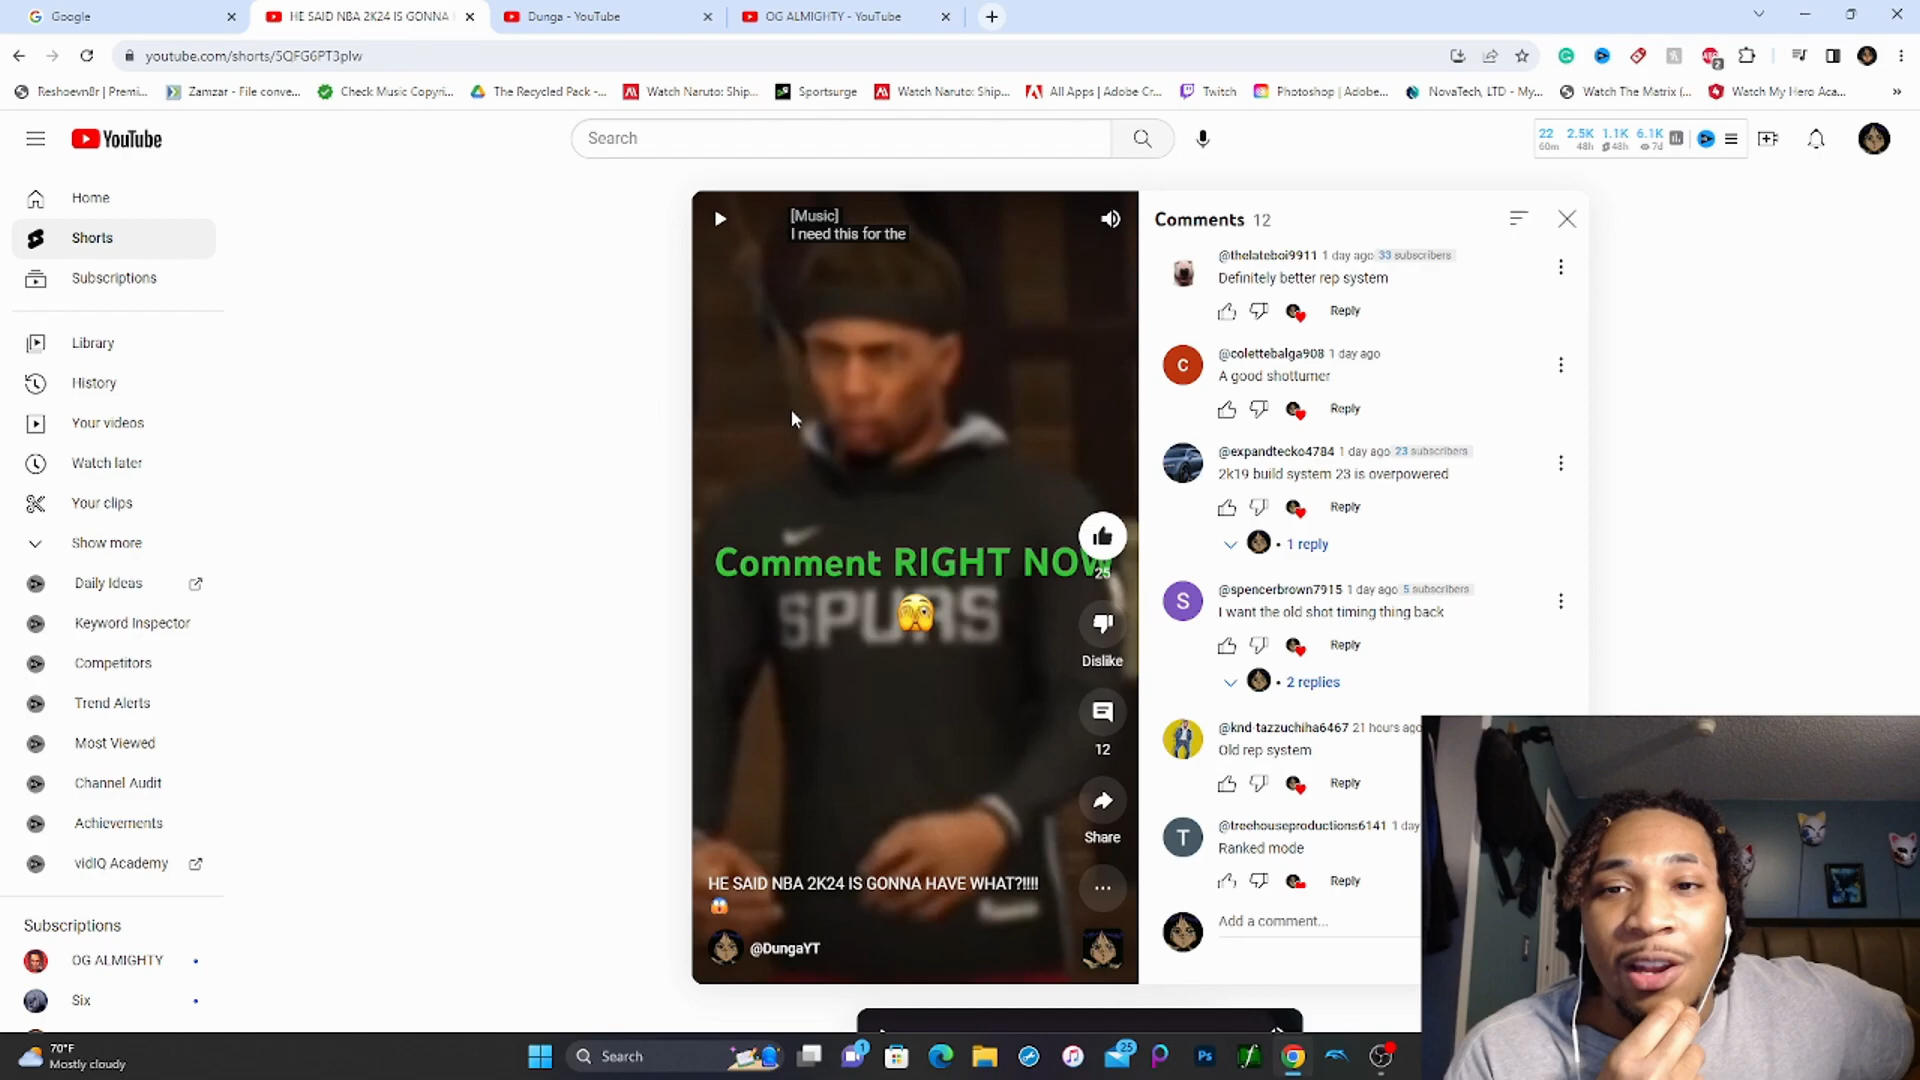 Google
HE SAID NBA 2K24 IS GONNA
Dunga - YouTube
OG ALMIGHTY - YouTube
youtube.com/shorts/5QFG6PT3plw
2
Reshoevn8r | Premi...
Zamzar - File conve...
Check Music Copyri...
The Recycled Pack -...
Watch Naruto: Ship...
Sportsurge
Watch Naruto: Ship...
All Apps | Adobe Cr...
Twitch
Photoshop | Adobe...
NovaTech, LTD - My...
Watch The Matrix (...
Watch My Hero Aca...
YouTube
Search
22 2.5K 1.1K 6.1K
60m 48h 48h 7d
Home
Shorts
Subscriptions
Library
History
Your videos
Watch later
Your clips
Show more
Daily Ideas
Keyword Inspector
Competitors
Trend Alerts
Most Viewed
Channel Audit
Achievements
vidIQ Academy
Subscriptions
OG ALMIGHTY
Six
[Music]
I need this for the
Comment RIGHT NOW
SPURS
25
Dislike
12
Share
HE SAID NBA 2K24 IS GONNA HAVE WHAT?!!!!
@DungaYT
Comments 12
@thelateboi9911 1 day ago 33 subscribers
Definitely better rep system
Reply
C
@colettebalga908 1 day ago
A good shotturner
Reply
@expandtecko4784 1 day ago 23 subscribers
2k19 build system 23 is overpowered
Reply
1 reply
S
@spencerbrown7915 1 day ago 5 subscribers
I want the old shot timing thing back
Reply
2 replies
@knd-tazzuchiha6467 21 hours ago
Old rep system
Reply
T
@treehouseproductions6141 1 day
Ranked mode
Reply
Add a comment...
70°F
Mostly cloudy
Search
1
25
Ps